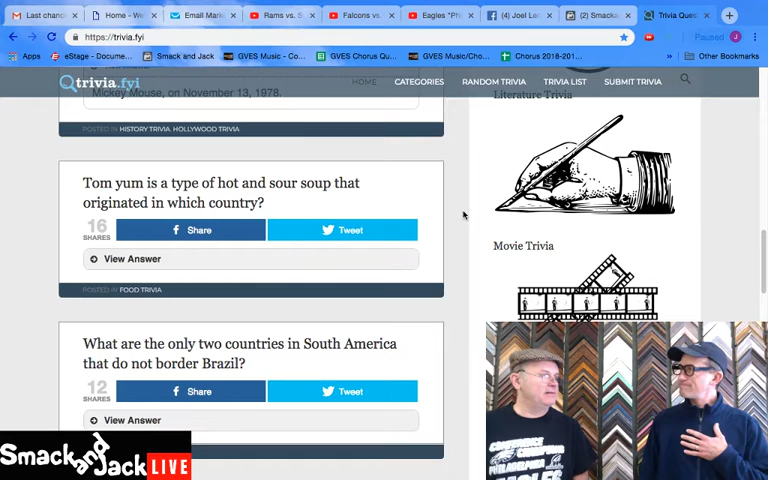 Last chance
Home - We
Email Mark
Rams vs. S
Falcons vs.
Eagles "Ph
(4) Joel Le
(2) Smacka
Trivia Ques
https://trivia.fyi
Paused
J
Apps
eStage - Docume...
Smack and Jack
GVES Music - Co...
GVES Chorus Qu...
GVES Music/Cho...
Chorus 2018-201...
Other Bookmarks
trivia.fyi
HOME
CATEGORIES
RANDOM TRIVIA
TRIVIA LIST
SUBMIT TRIVIA
Mickey Mouse, on November 13, 1978.
POSTED IN HISTORY TRIVIA, HOLLYWOOD TRIVIA
Tom yum is a type of hot and sour soup that
originated in which country?
16
SHARES
Share
Tweet
View Answer
POSTED IN FOOD TRIVIA
What are the only two countries in South America
that do not border Brazil?
12
SHARES
Share
Tweet
View Answer
Literature Trivia
Movie Trivia
Smack and Jack LIVE
PHILADELPHIA
EAGLES